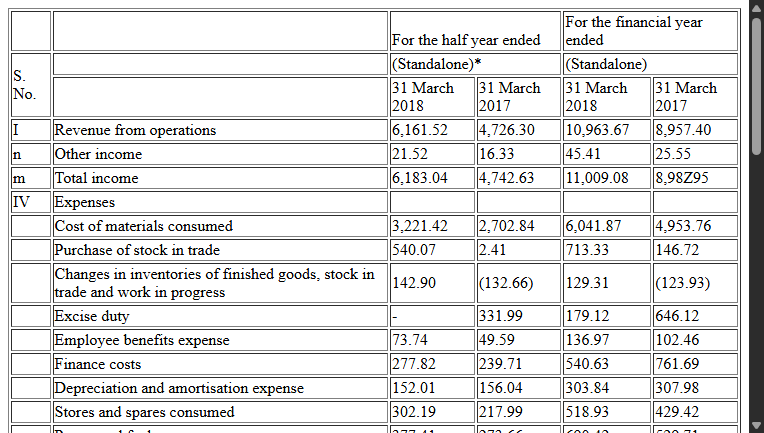 For the half year ended For the financial year ended
S. No. (Standalone)* (Standalone)
31 March 2018 31 March 2017 31 March 2018 31 March 2017
I Revenue from operations 6,161.52 4,726.30 10,963.67 8,957.40
n Other income 21.52 16.33 45.41 25.55
m Total income 6,183.04 4,742.63 11,009.08 8,98Z95
IV Expenses
Cost of materials consumed 3,221.42 2,702.84 6,041.87 4,953.76
Purchase of stock in trade 540.07 2.41 713.33 146.72
Changes in inventories of finished goods, stock in trade and work in progress 142.90 (132.66) 129.31 (123.93)
Excise duty - 331.99 179.12 646.12
Employee benefits expense 73.74 49.59 136.97 102.46
Finance costs 277.82 239.71 540.63 761.69
Depreciation and amortisation expense 152.01 156.04 303.84 307.98
Stores and spares consumed 302.19 217.99 518.93 429.42